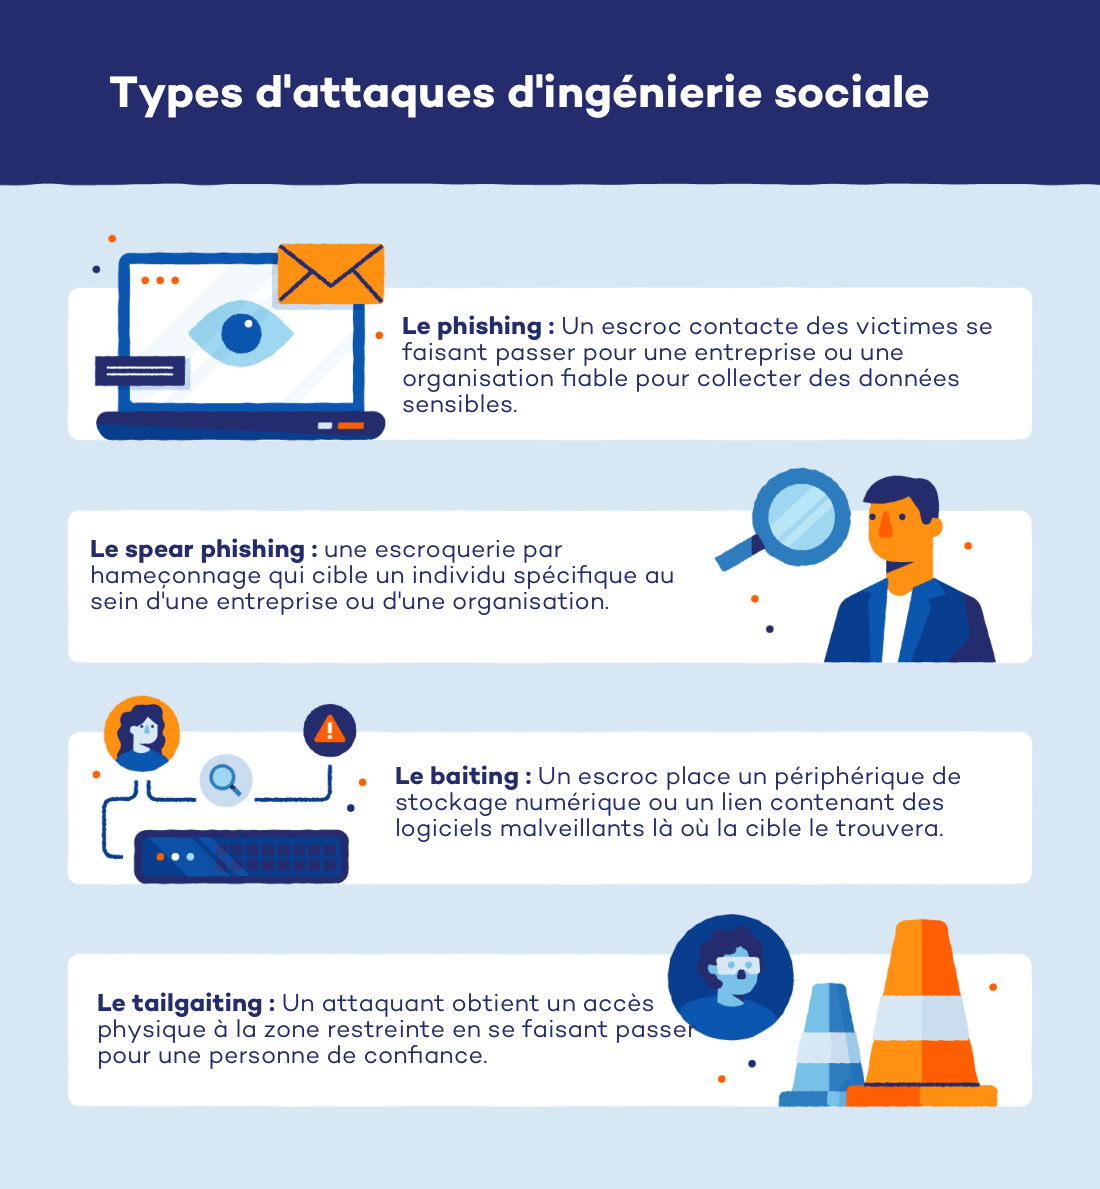 Types d'attaques d'ingénierie sociale
Le phishing : Un escroc contacte des victimes se
faisant passer pour une entreprise ou une
organisation fiable pour collecter des données
sensibles.
Le spear phishing : une escroquerie par
hameçonnage qui cible un individu spécifique au
sein d'une entreprise ou d'une organisation.
Le baiting : Un escroc place un périphérique de
stockage numérique ou un lien contenant des
logiciels malveillants là où la cible le trouvera.
Le tailgaiting : Un attaquant obtient un accès
physique à la zone restreinte en se faisant passer
pour une personne de confiance.